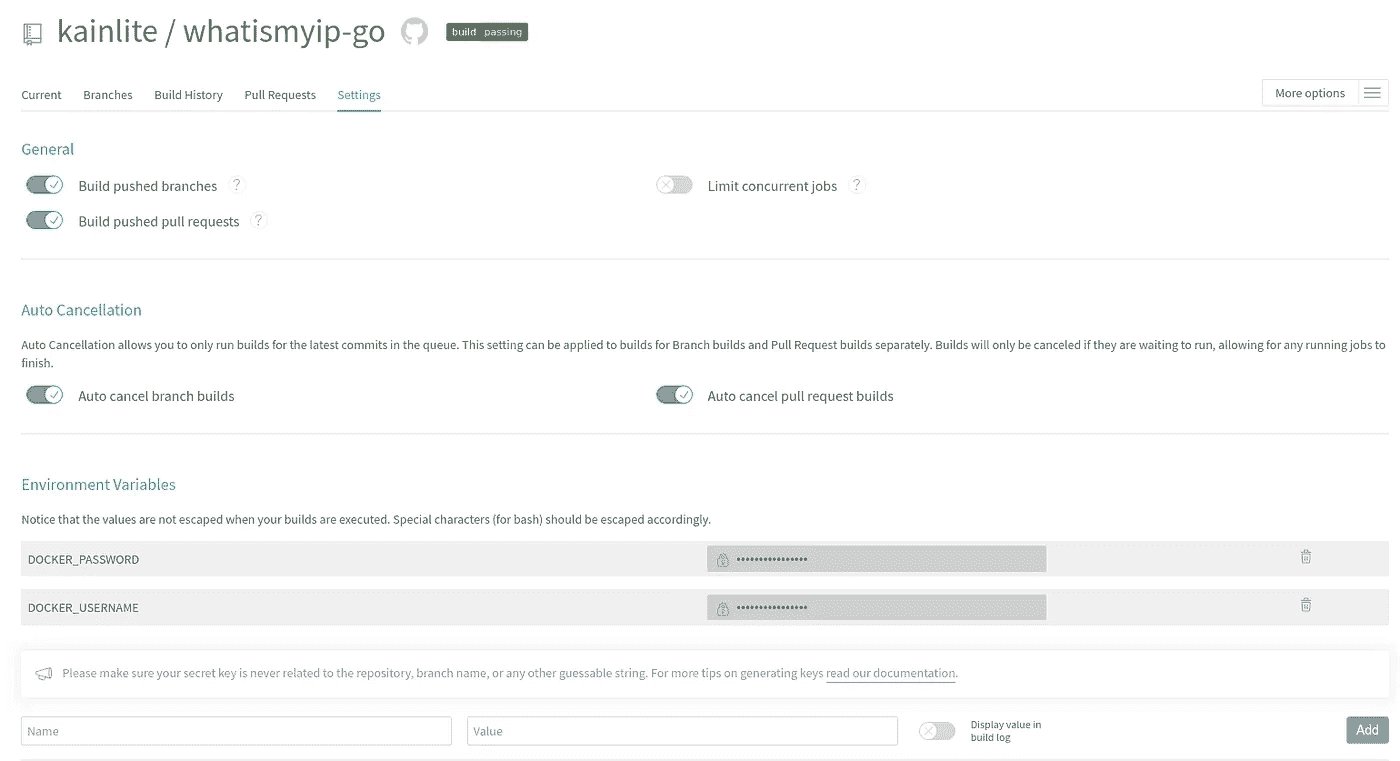 kainlite / whatismyip-go
build passing
Current Branches Build History Pull Requests Settings
More options
General
Build pushed branches ?
Limit concurrent jobs ?
Build pushed pull requests ?
Auto Cancellation
Auto Cancellation allows you to only run builds for the latest commits in the queue. This setting can be applied to builds for Branch builds and Pull Request builds separately. Builds will only be canceled if they are waiting to run, allowing for any running jobs to
finish.
Auto cancel branch builds
Auto cancel pull request builds
Environment Variables
Notice that the values are not escaped when your builds are executed. Special characters (for bash) should be escaped accordingly.
DOCKER_PASSWORD ••••••••••••••••
DOCKER_USERNAME ••••••••••••••••
Please make sure your secret key is never related to the repository, branch name, or any other guessable string. For more tips on generating keys read our documentation.
Name
Value
Display value in
build log
Add